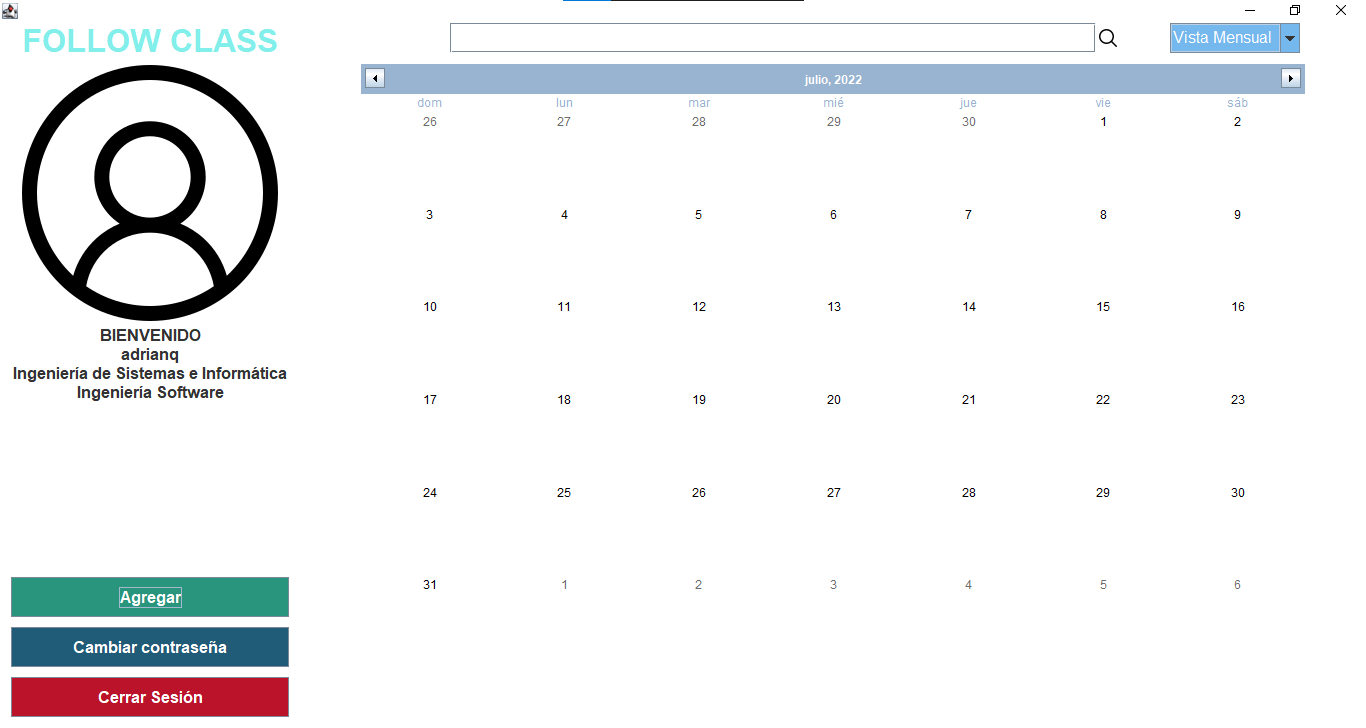 FOLLOW CLASS
BIENVENIDO
adrianq
Ingeniería de Sistemas e Informática
Ingeniería Software
Agregar
Cambiar contraseña
Cerrar Sesión
Vista Mensual
julio, 2022
dom lun mar mié jue vie sáb
26 27 28 29 30 1 2
3 4 5 6 7 8 9
10 11 12 13 14 15 16
17 18 19 20 21 22 23
24 25 26 27 28 29 30
31 1 2 3 4 5 6